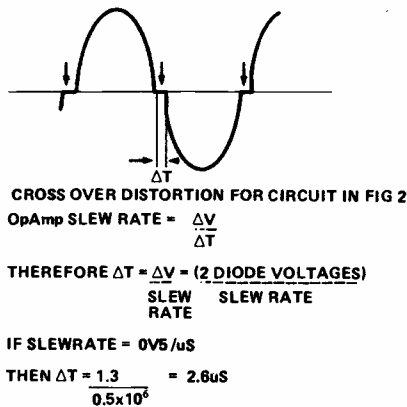 ΔT
CROSS OVER DISTORTION FOR CIRCUIT IN FIG 2
OpAmp SLEW RATE = ΔV
ΔT
THEREFORE ΔT = ΔV = (2 DIODE VOLTAGES)
SLEW SLEW RATE
RATE
IF SLEWRATE = 0V5/uS
THEN ΔT = 1.3 = 2.6uS
0.5x10⁶